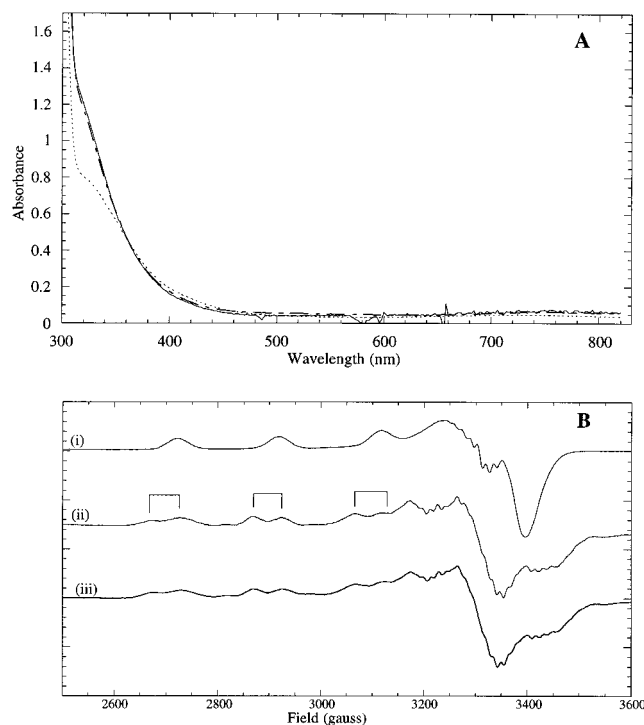 A
1.6
1.4
1.2
1
0.8
0.6
0.4
0.2
0
Absorbance
300 400 500 600 700 800
Wavelength (nm)
B
(i)
(ii)
(iii)
2600 2800 3000 3200 3400 3600
Field (gauss)